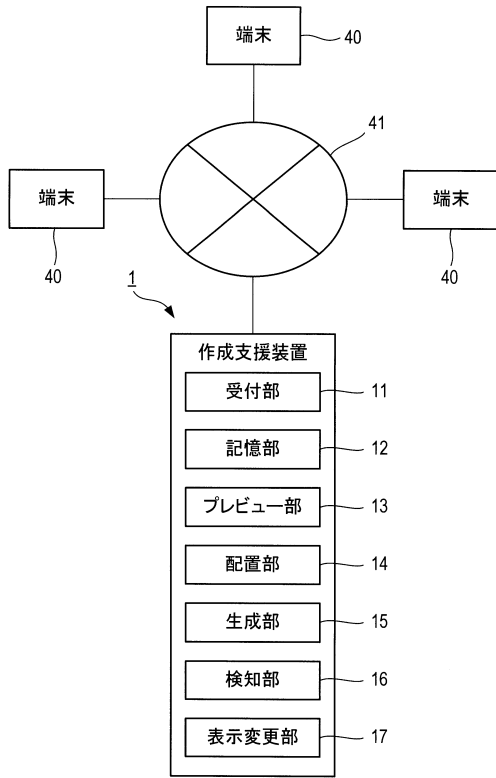 端末
40
41
端末
端末
40
40
1
作成支援装置
受付部
11
記憶部
12
プレビュー部
13
配置部
14
生成部
15
検知部
16
表示変更部
17